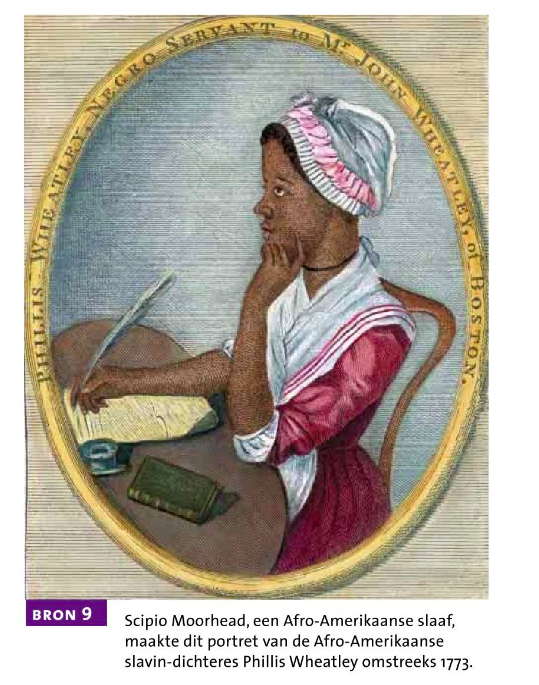 PHILLIS WHEATLEY, NEGRO SERVANT to Mr. JOHN WHEATLEY, of BOSTON.
BRON 9
Scipio Moorhead, een Afro-Amerikaanse slaaf,
maakte dit portret van de Afro-Amerikaanse
slavin-dichteres Phillis Wheatley omstreeks 1773.